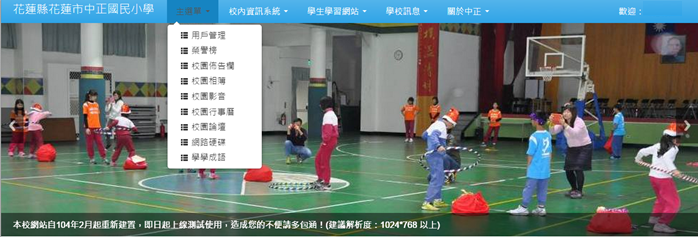 花蓮縣花蓮市中正國民小學
主選單 校內資訊系統 學生學習網站 學校訊息 關於中正 歡迎：
用戶管理
榮譽榜
校園佈告欄
校園相簿
校園影音
校園行事曆
校園論壇
網路硬碟
學學成語
本校網站自104年2月起重新建置，即日起上線測試使用，造成您的不便請多包涵！(建議解析度：1024*768 以上)